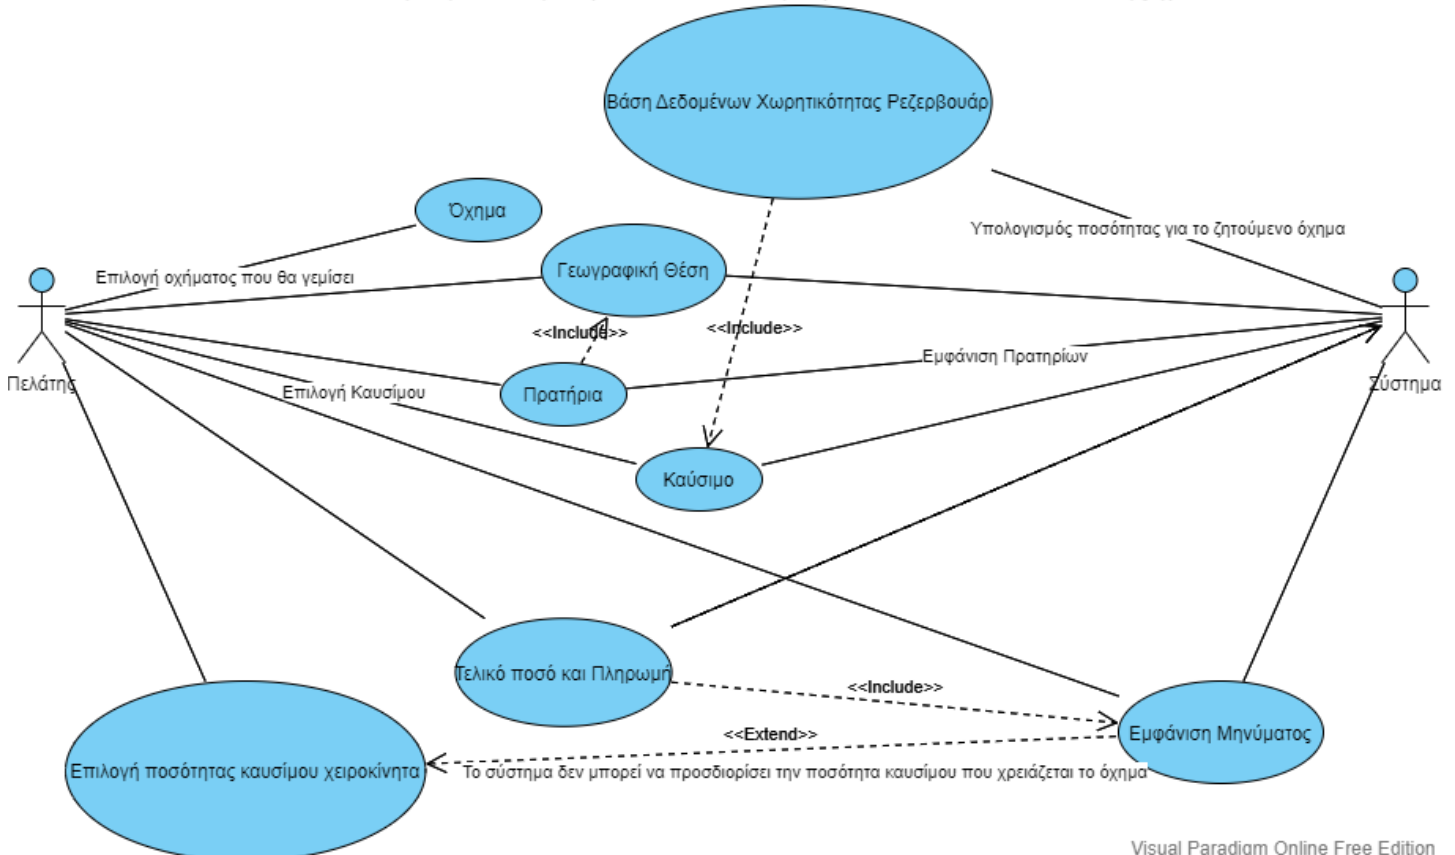 Βάση Δεδομένων Χωρητικότητας Ρεζερβουάρ
Όχημα
Υπολογισμός ποσότητας για το ζητούμενο όχημα
Επιλογή οχήματος που θα γεμίσει
Γεωγραφική Θέση
<<Include>>
<<Include>>
Εμφάνιση Πρατηρίων
Πελάτης
Επιλογή Καυσίμου
Πρατήρια
Σύστημα
Καύσιμο
Τελικό ποσό και Πληρωμή
<<Include>>
<<Extend>>
Εμφάνιση Μηνύματος
Επιλογή ποσότητας καυσίμου χειροκίνητα
Το σύστημα δεν μπορεί να προσδιορίσει την ποσότητα καυσίμου που χρειάζεται το όχημα
Visual Paradigm Online Free Edition